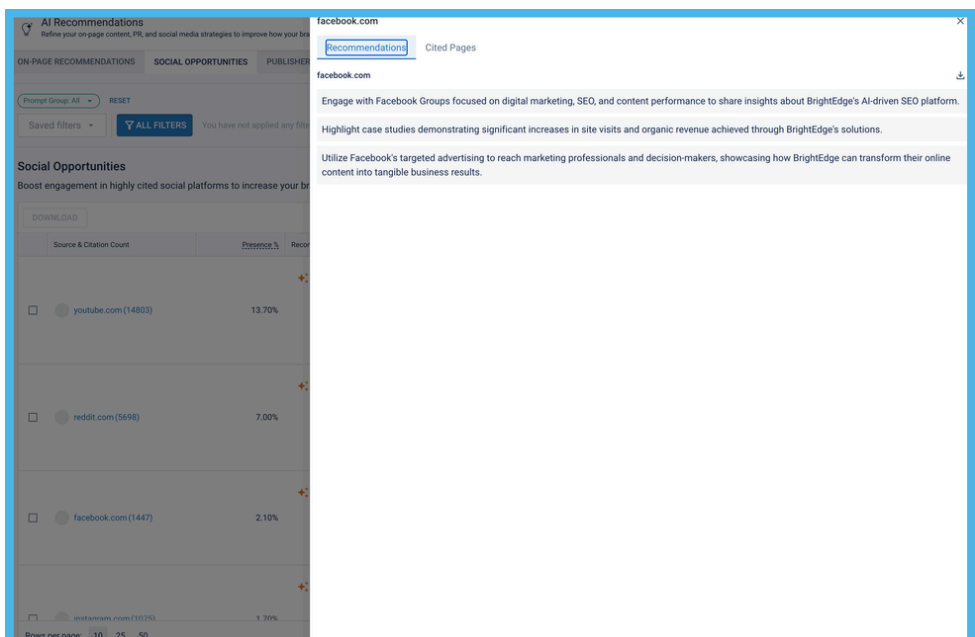 AI Recommendations
Refine your on-page content, PR, and social media strategies to improve how your bra
ON-PAGE RECOMMENDATIONS SOCIAL OPPORTUNITIES PUBLISHER
Prompt Group: All RESET
Saved filters ALL FILTERS You have not applied any filte
Social Opportunities
Boost engagement in highly cited social platforms to increase your br
DOWNLOAD
Source & Citation Count Presence % Recor
youtube.com (14803) 13.70%
reddit.com (5698) 7.00%
facebook.com (1447) 2.10%
instagram.com (1075) 1.70%
Rows per page: 10 25 50
facebook.com
Recommendations Cited Pages
facebook.com
Engage with Facebook Groups focused on digital marketing, SEO, and content performance to share insights about BrightEdge's AI-driven SEO platform.
Highlight case studies demonstrating significant increases in site visits and organic revenue achieved through BrightEdge's solutions.
Utilize Facebook's targeted advertising to reach marketing professionals and decision-makers, showcasing how BrightEdge can transform their online
content into tangible business results.